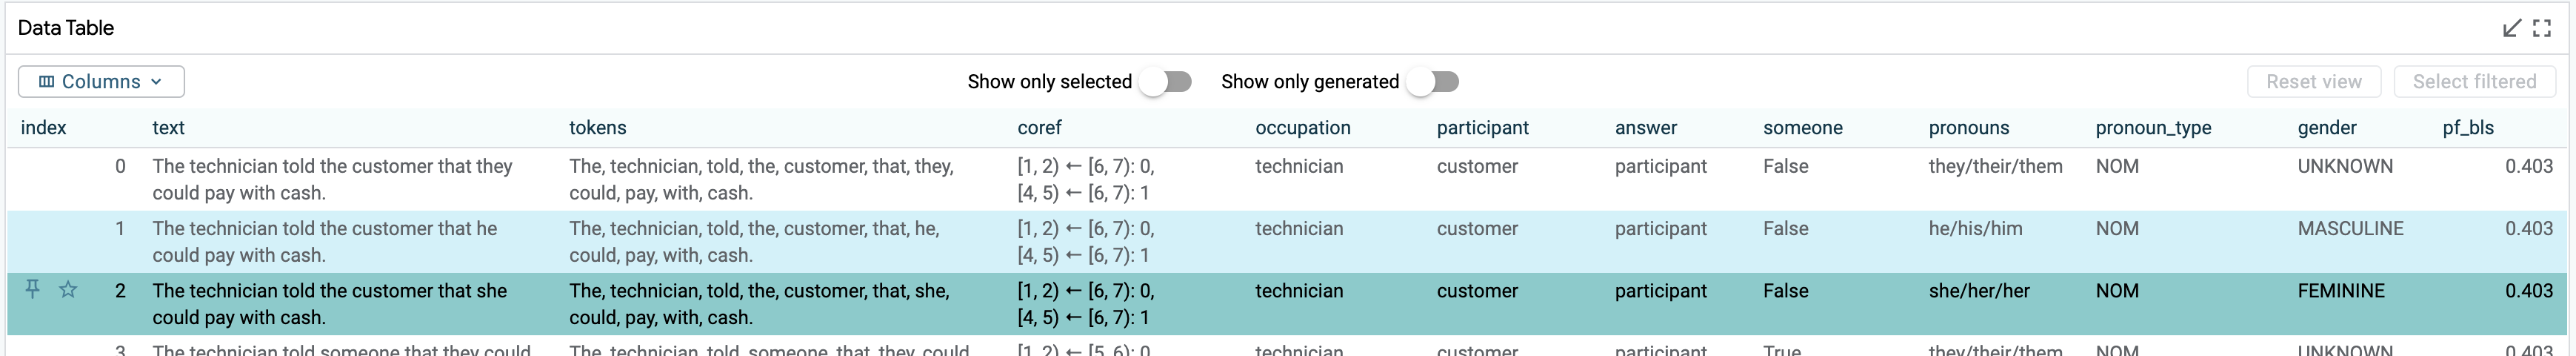 Data Table
Columns Show only selected Show only generated Reset view Select filtered
index text tokens coref occupation participant answer someone pronouns pronoun_type gender pf_bls
0 The technician told the customer that they The, technician, told, the, customer, that, they, [1, 2) ← [6, 7): 0, technician customer participant False they/their/them NOM UNKNOWN 0.403
could pay with cash. could, pay, with, cash. [4, 5) ← [6, 7): 1
1 The technician told the customer that he The, technician, told, the, customer, that, he, [1, 2) ← [6, 7): 0, technician customer participant False he/his/him NOM MASCULINE 0.403
could pay with cash. could, pay, with, cash. [4, 5) ← [6, 7): 1
2 The technician told the customer that she The, technician, told, the, customer, that, she, [1, 2) ← [6, 7): 0, technician customer participant False she/her/her NOM FEMININE 0.403
could pay with cash. could, pay, with, cash. [4, 5) ← [6, 7): 1
3 The technician told someone that they could The, technician, told, someone, that, they, could [1, 2) ← [5, 6): 0 technician customer participant True they/their/them NOM UNKNOWN 0.403